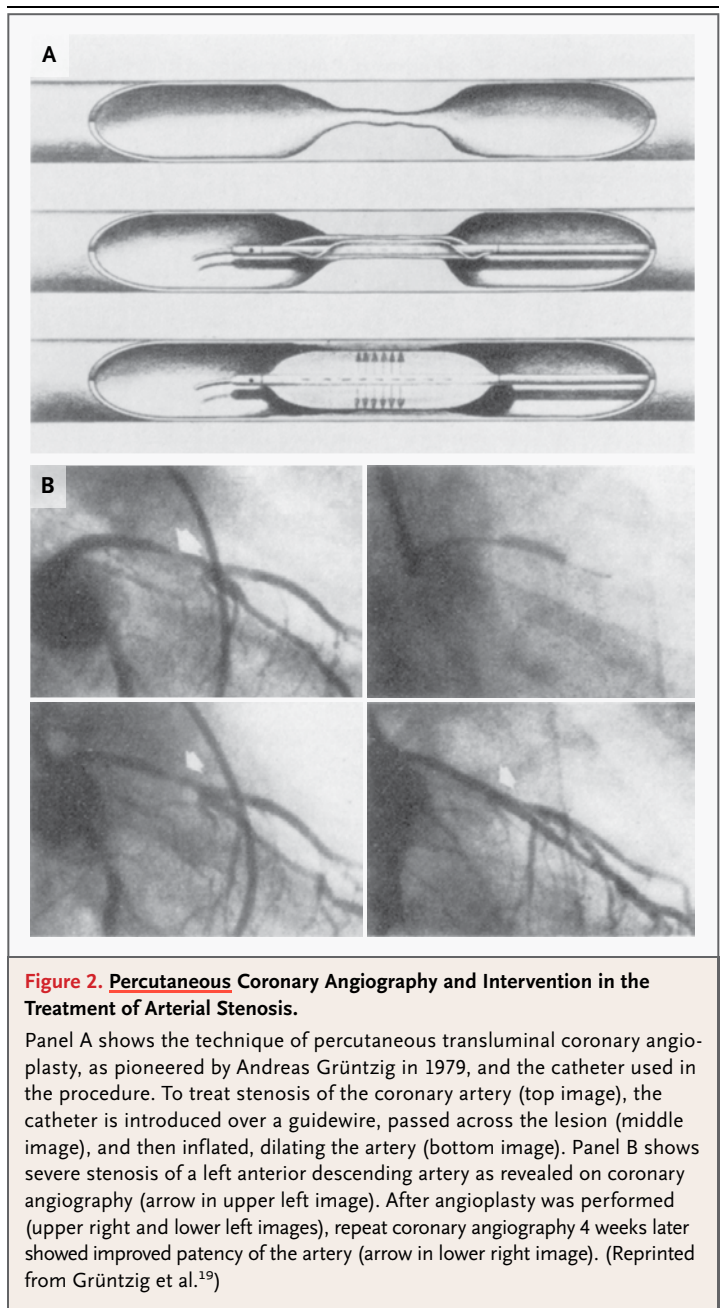 A
B
Figure 2. Percutaneous Coronary Angiography and Intervention in the
Treatment of Arterial Stenosis.
Panel A shows the technique of percutaneous transluminal coronary angio-
plasty, as pioneered by Andreas Grüntzig in 1979, and the catheter used in
the procedure. To treat stenosis of the coronary artery (top image), the
catheter is introduced over a guidewire, passed across the lesion (middle
image), and then inflated, dilating the artery (bottom image). Panel B shows
severe stenosis of a left anterior descending artery as revealed on coronary
angiography (arrow in upper left image). After angioplasty was performed
(upper right and lower left images), repeat coronary angiography 4 weeks later
showed improved patency of the artery (arrow in lower right image). (Reprinted
from Grüntzig et al.¹⁹)